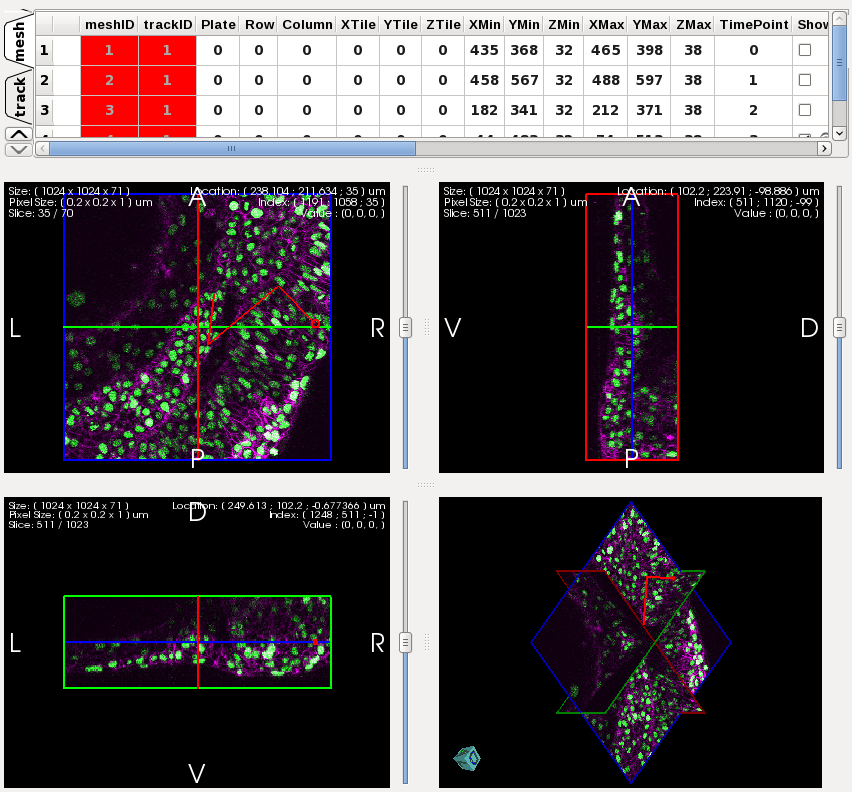 meshID trackID Plate Row Column XTile YTile ZTile XMin YMin ZMin XMax YMax ZMax TimePoint Show
mesh
track
1 1 1 0 0 0 0 0 0 435 368 32 465 398 38 0
2 2 1 0 0 0 0 0 0 458 567 32 488 597 38 1
3 3 1 0 0 0 0 0 0 182 341 32 212 371 38 2
Size: ( 1024 x 1024 x 71 )
Pixel Size: ( 0.2 x 0.2 x 1 ) um
Slice: 35 / 70
A
Location: ( 238.104 ; 211.634 ; 35 ) um
Index: ( 1191 ; 1058 ; 35 )
Value : (0, 0, 0, )
L
R
P
Size: ( 1024 x 1024 x 71 )
Pixel Size: ( 0.2 x 0.2 x 1 ) um
Slice: 511 / 1023
A
Location: ( 102.2 ; 223.91 ; -98.886 ) um
Index: ( 511 ; 1120 ; -99 )
Value : (0, 0, 0, )
V
D
P
Size: ( 1024 x 1024 x 71 )
Pixel Size: ( 0.2 x 0.2 x 1 ) um
Slice: 511 / 1023
D
Location: ( 249.613 ; 102.2 ; -0.677366 ) um
Index: ( 1248 ; 511 ; -1 )
Value : (0, 0, 0, )
L
R
V